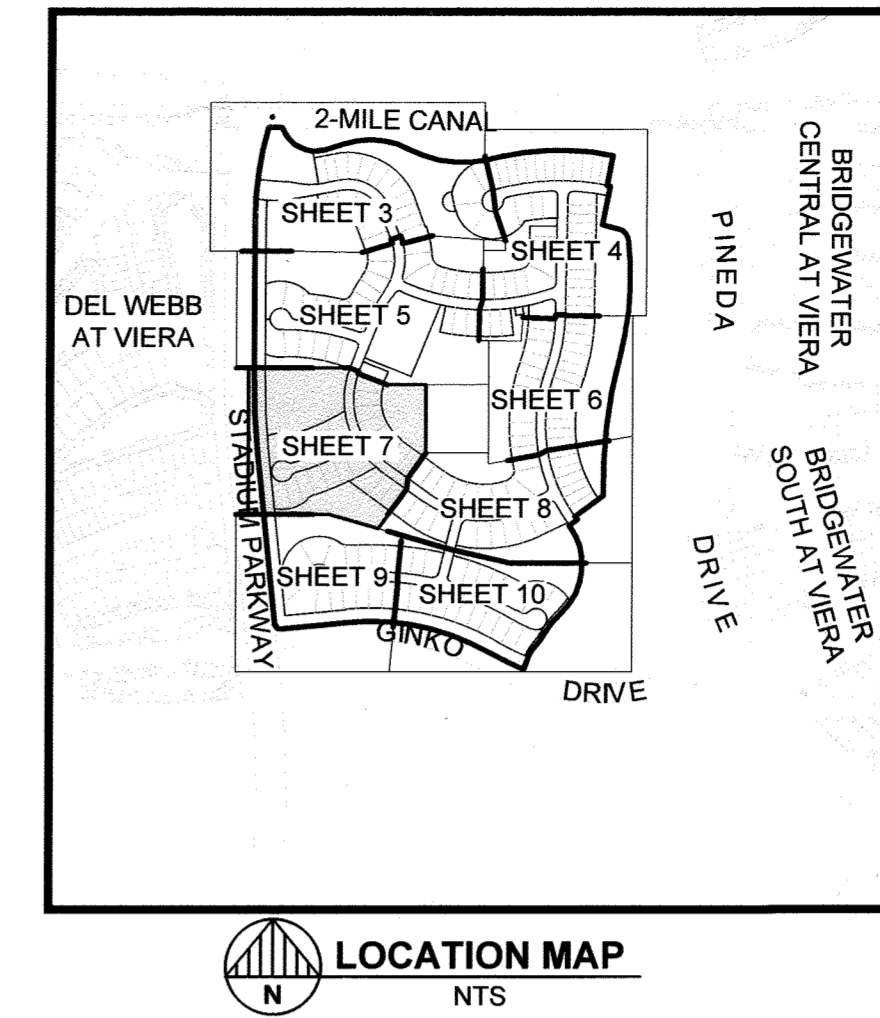 2-MILE CANAL
SHEET 3
SHEET 4
BRIDGEWATER
CENTRAL AT VIERA
PINEDA
DEL WEBB
AT VIERA
SHEET 5
SHEET 6
STADIUM PARKWAY
SHEET 7
BRIDGEWATER
SOUTH AT VIERA
SHEET 8
DRIVE
SHEET 9
SHEET 10
GINKO
DRIVE
N
LOCATION MAP
NTS